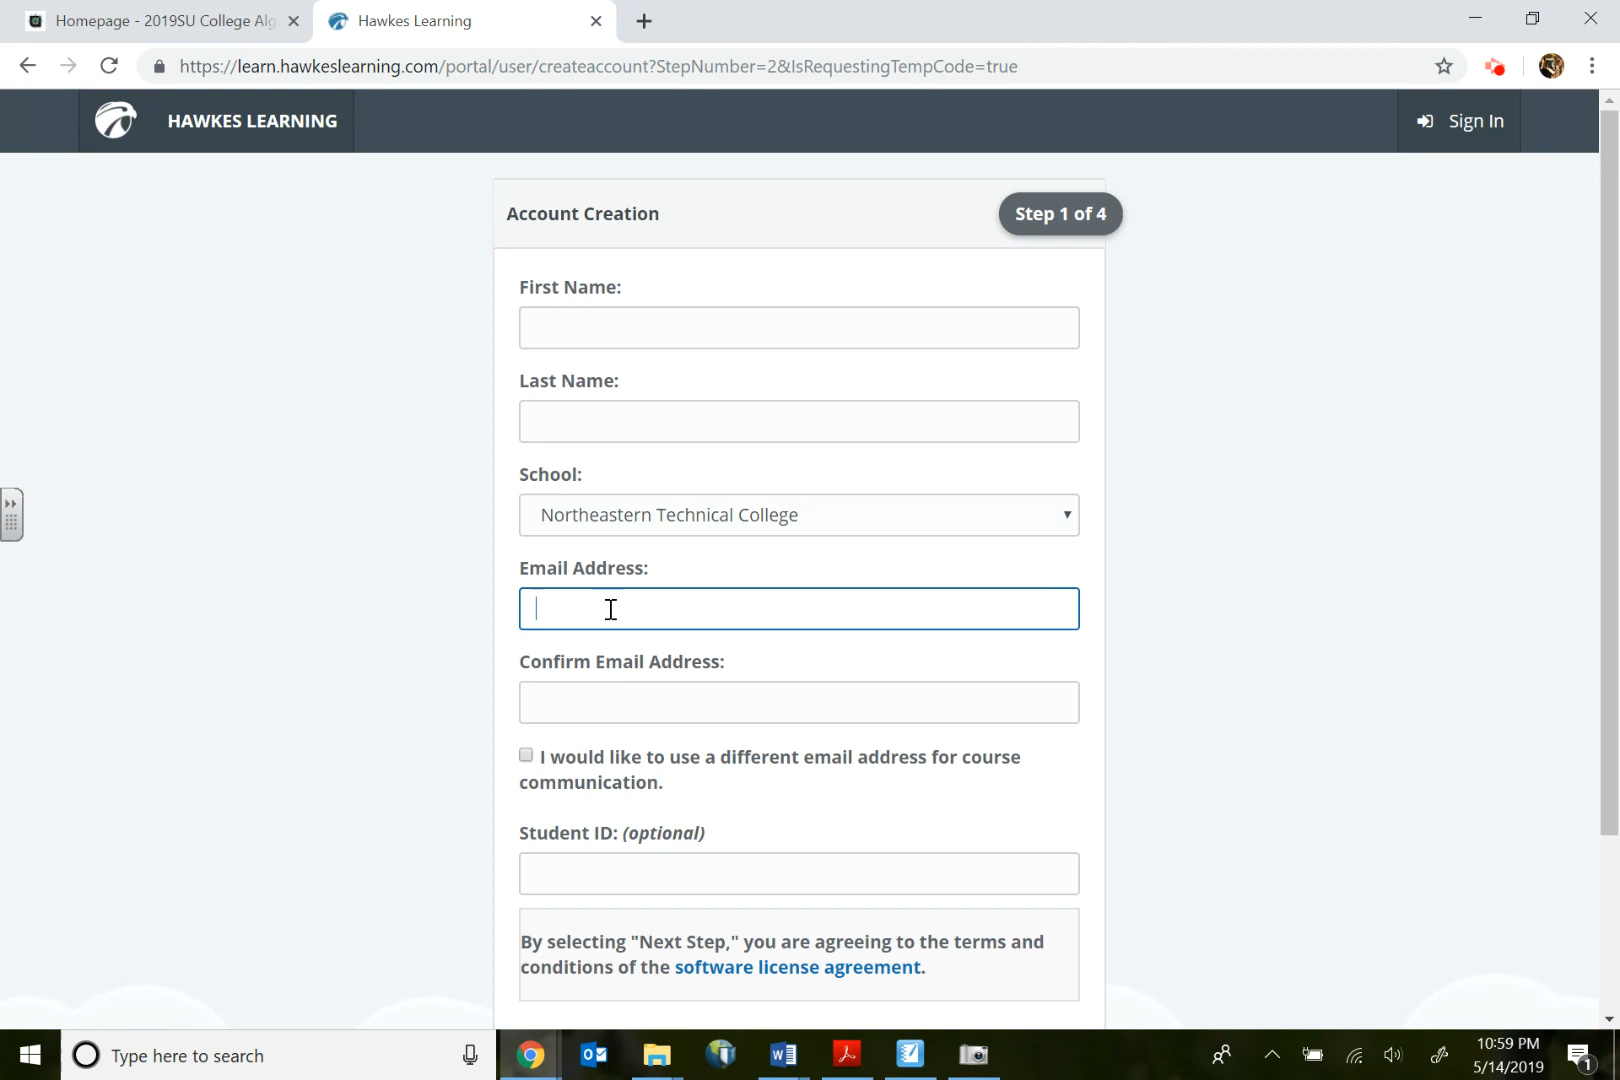 Homepage - 2019SU College Alg
Hawkes Learning
https://learn.hawkeslearning.com/portal/user/createaccount?StepNumber=2&IsRequestingTempCode=true
HAWKES LEARNING
Sign In
Account Creation
Step 1 of 4
First Name:
Last Name:
School:
Northeastern Technical College
Email Address:
Confirm Email Address:
I would like to use a different email address for course
communication.
Student ID: (optional)
By selecting "Next Step," you are agreeing to the terms and
conditions of the software license agreement.
Type here to search
10:59 PM
5/14/2019
1